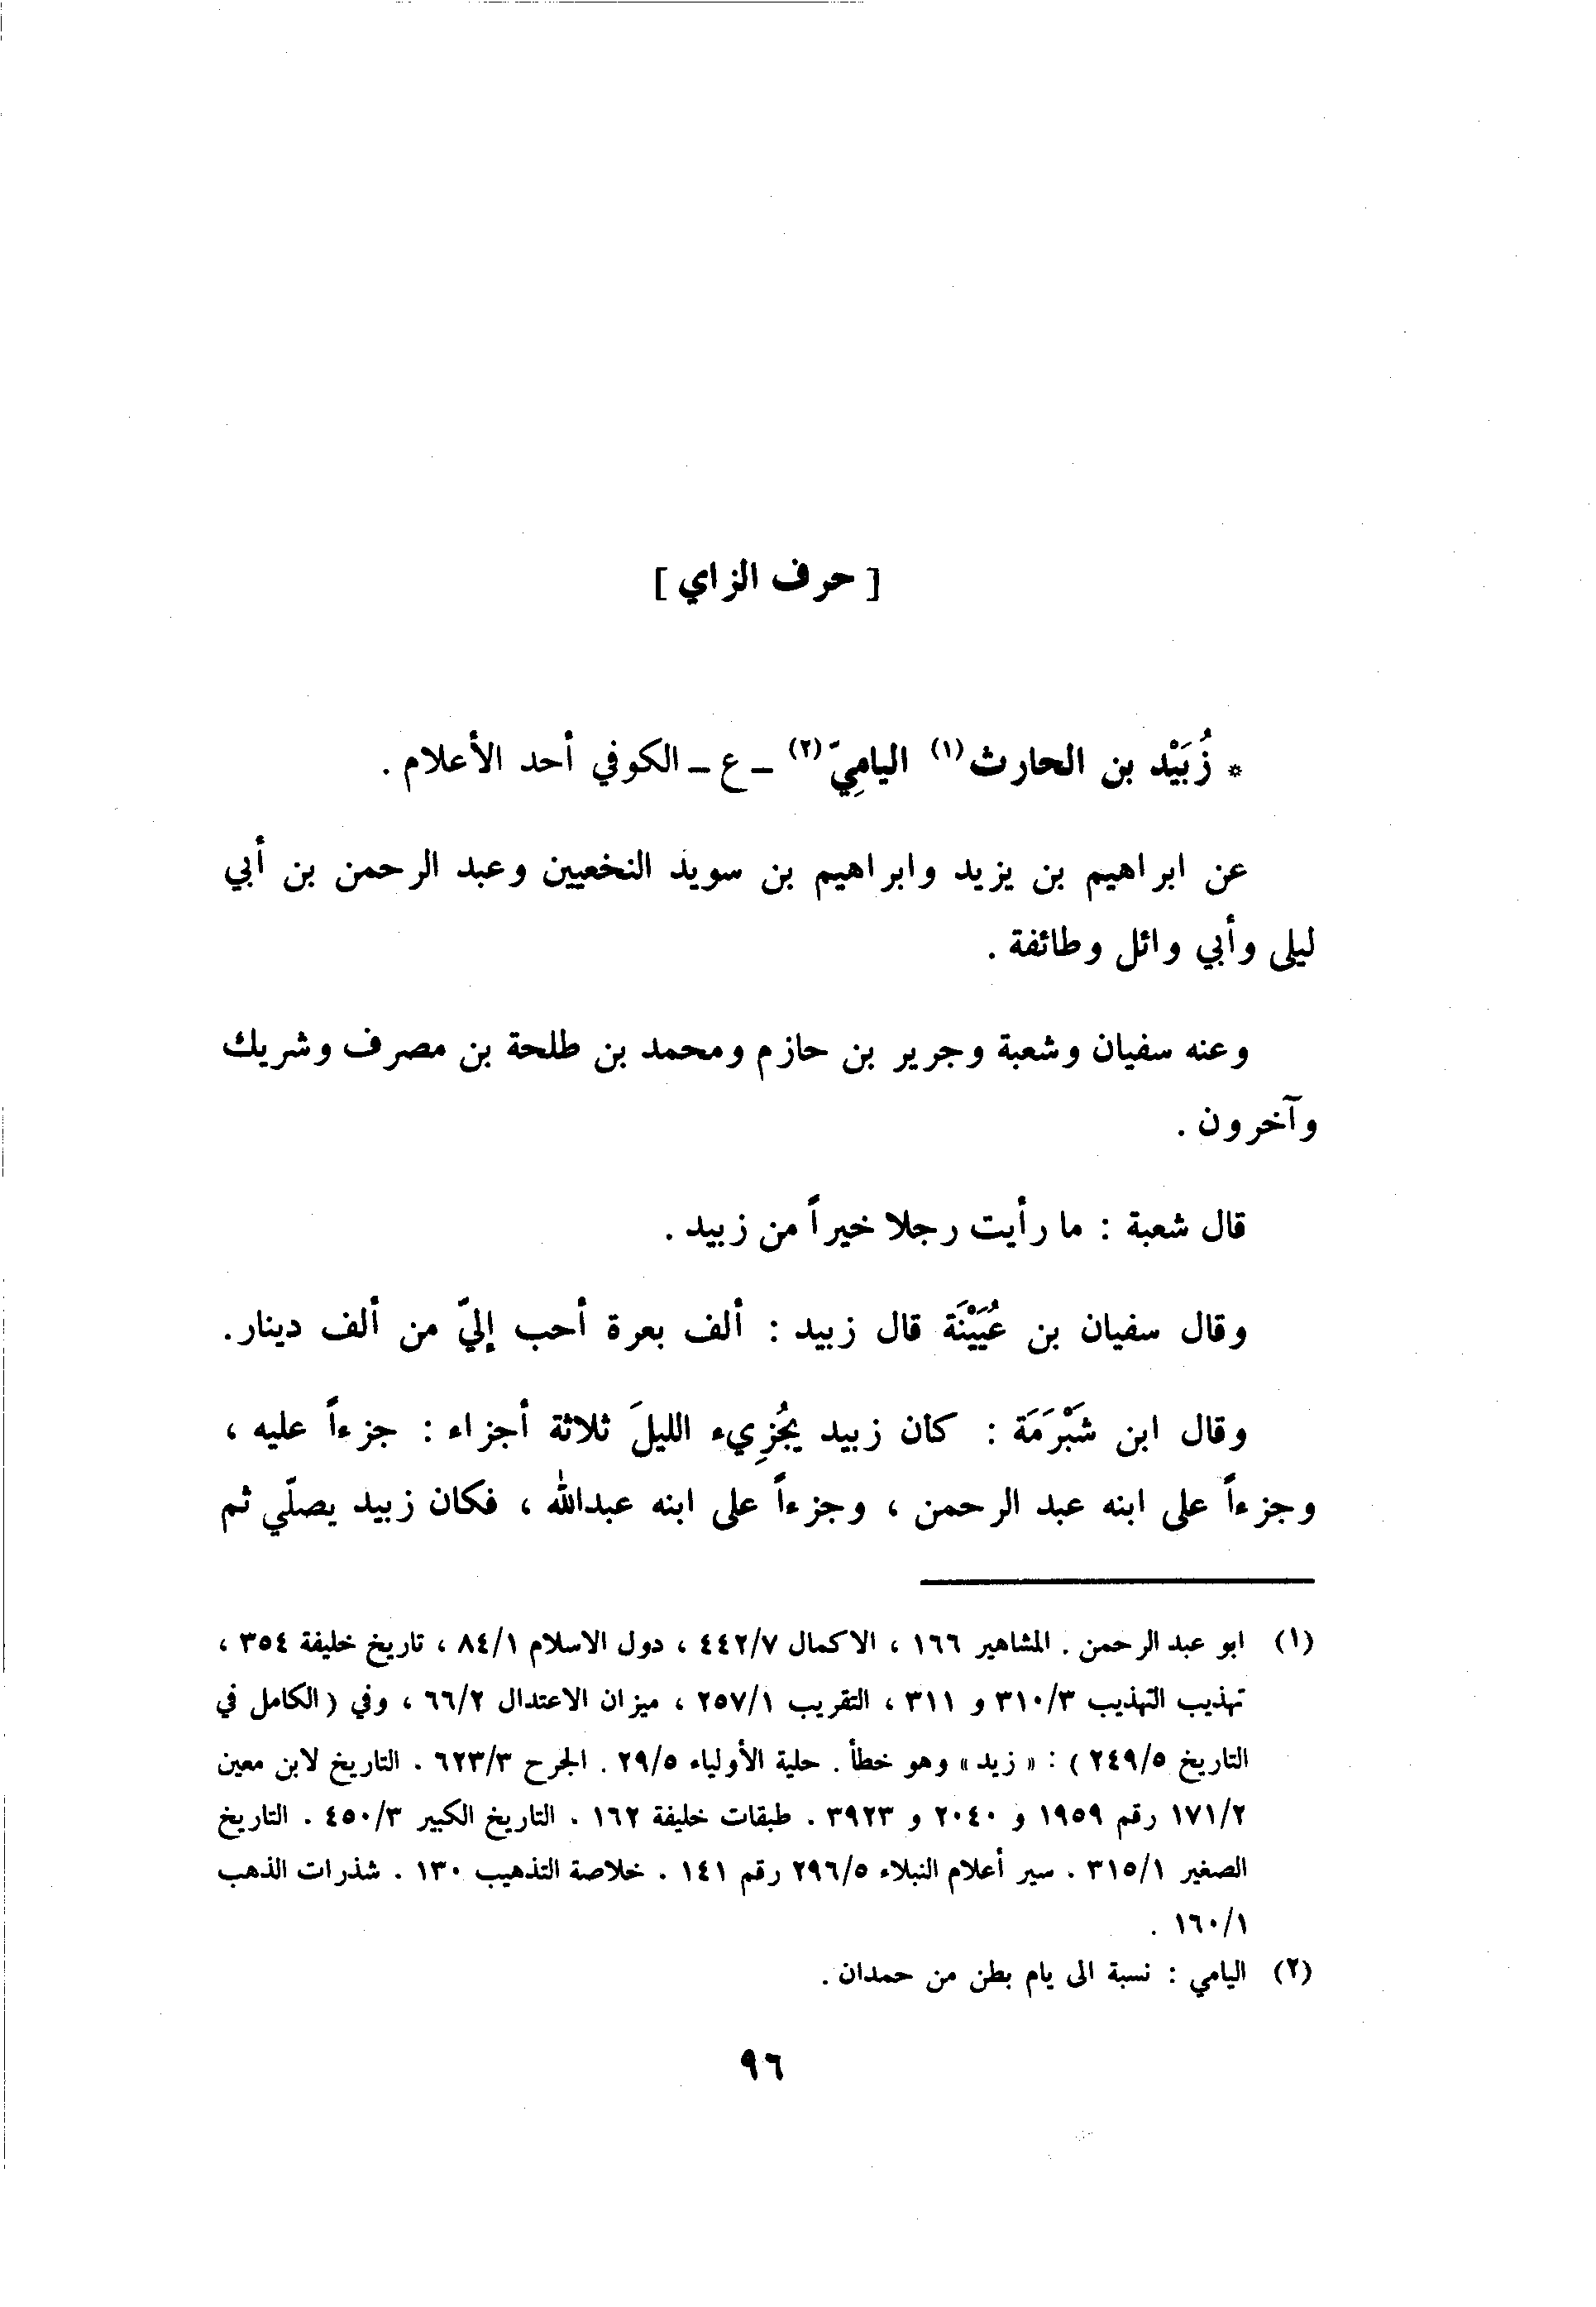 [ حرف الزاي ]
* زُبَيْد بن الحارث(١) اليامِيّ(٢) ـ ع ـ الكوفي أحد الأعلام .
عن ابراهيم بن يزيد وابراهيم بن سويد النخعيين وعبد الرحمن بن أبي
ليلى وأبي وائل وطائفة .
وعنه سفيان وشعبة وجرير بن حازم ومحمد بن طلحة بن مصرف وشريك
وآخرون .
قال شعبة : ما رأيت رجلا خيراً من زبيد .
وقال سفيان بن عُيَيْنَة قال زبيد : ألف بعرة أحب إليّ من ألف دينار.
وقال ابن شَبْرَمَة : كان زبيد يُجَزِيء الليلَ ثلاثة أجزاء : جزءاً عليه ،
وجزءاً على ابنه عبد الرحمن ، وجزءاً على ابنه عبدالله ، فكان زبيد يصلّي ثم
(١) ابو عبد الرحمن . المشاهير ١٦٦ ، الاكمال ٤٤٢/٧ ، دول الاسلام ٨٤/١ ، تاريخ خليفة ٣٥٤ ،
تهذيب التهذيب ٣١٠/٣ و ٣١١ ، التقريب ٢٥٧/١ ، ميزان الاعتدال ٦٦/٢ ، وفي (الكامل في
التاريخ ٢٤٩/٥ ) : « زيد » وهو خطأ . حلية الأولياء ٢٩/٥ . الجرح ٦٢٣/٣ . التاريخ لابن معين
١٧١/٢ رقم ١٩٥٩ و ٢٠٤٠ و ٣٩٢٣ . طبقات خليفة ١٦٢ . التاريخ الكبير ٤٥٠/٣ . التاريخ
الصغير ٣١٥/١ . سير أعلام النبلاء ٢٩٦/٥ رقم ١٤١ . خلاصة التذهيب ١٣٠ . شذرات الذهب
١٦٠/١ .
(٢) اليامي : نسبة الى يام بطن من حمدان .
٩٦